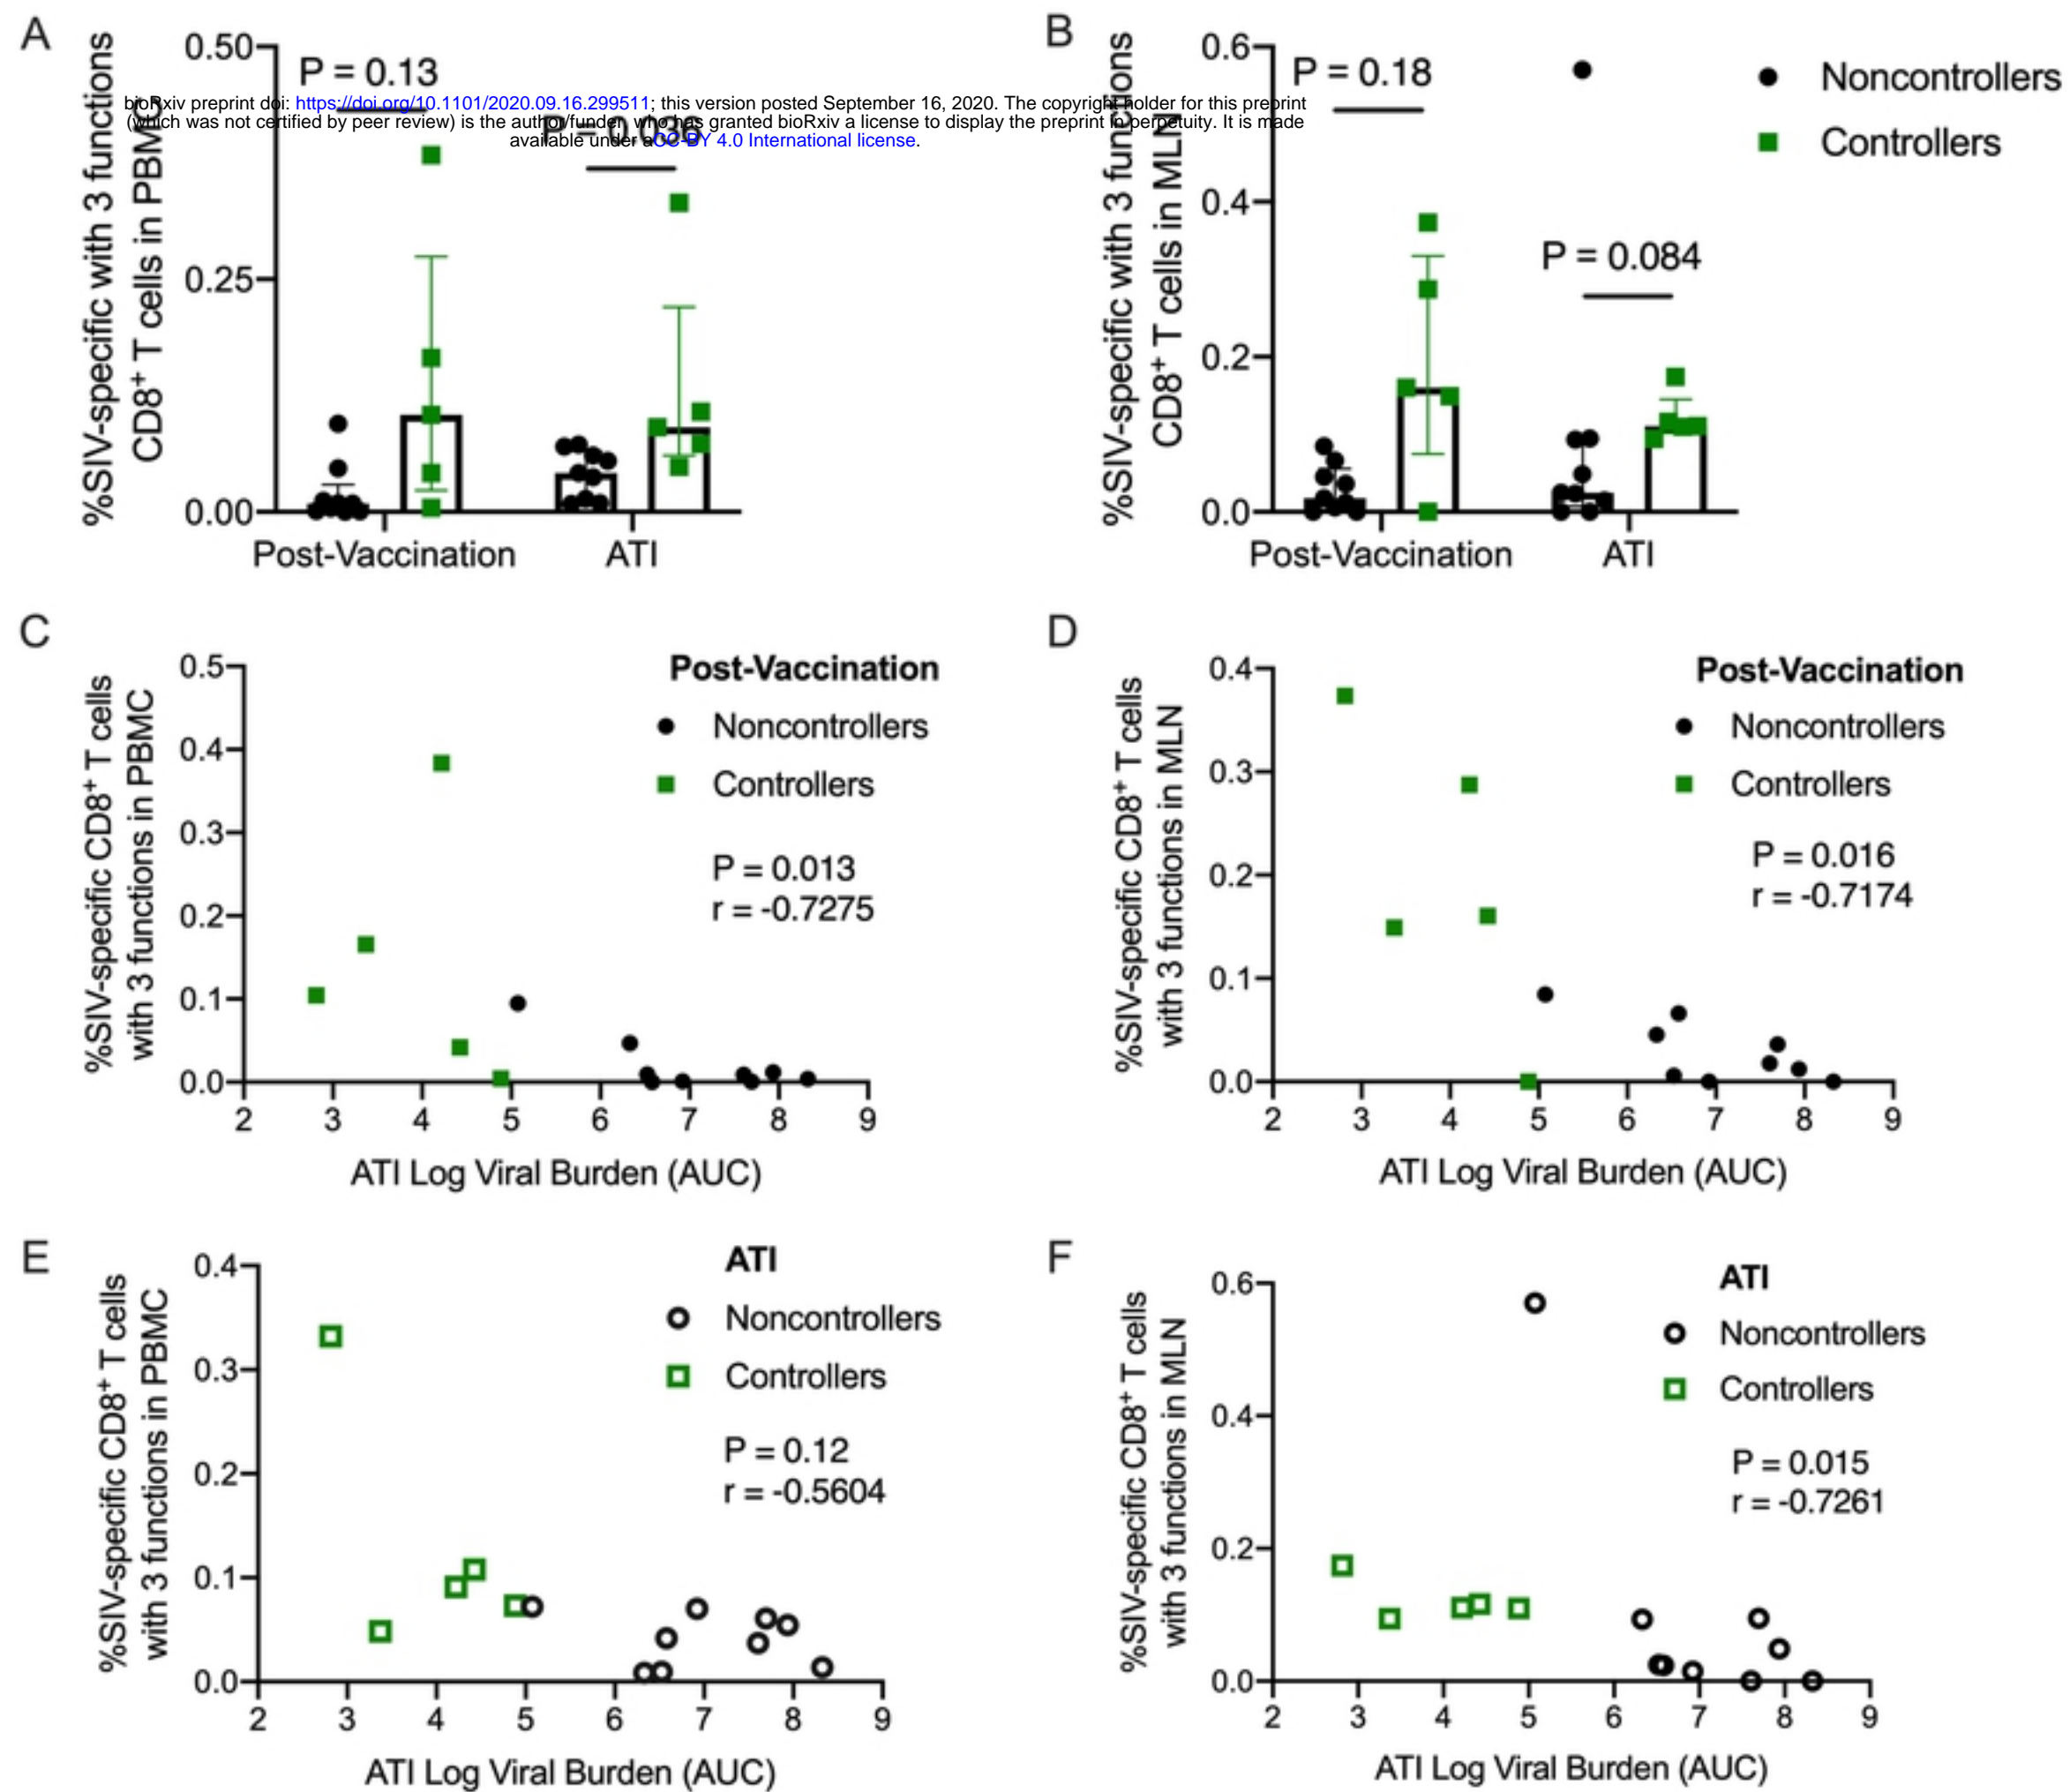 A
%SIV-specific with 3 functions
CD8+ T cells in PBMC
0.50
0.25
0.00
P = 0.13
P = 0.036
Post-Vaccination
ATI
bioRxiv preprint doi: https://doi.org/10.1101/2020.09.16.299511; this version posted September 16, 2020. The copyright holder for this preprint
(which was not certified by peer review) is the author/funder, who has granted bioRxiv a license to display the preprint in perpetuity. It is made
available under aCC-BY 4.0 International license.
B
%SIV-specific with 3 functions
CD8+ T cells in MLN
0.6
0.4
0.2
0.0
P = 0.18
P = 0.084
Post-Vaccination
ATI
Noncontrollers
Controllers
C
%SIV-specific CD8+ T cells
with 3 functions in PBMC
0.5
0.4
0.3
0.2
0.1
0.0
Post-Vaccination
Noncontrollers
Controllers
P = 0.013
r = -0.7275
2 3 4 5 6 7 8 9
ATI Log Viral Burden (AUC)
D
%SIV-specific CD8+ T cells
with 3 functions in MLN
0.4
0.3
0.2
0.1
0.0
Post-Vaccination
Noncontrollers
Controllers
P = 0.016
r = -0.7174
2 3 4 5 6 7 8 9
ATI Log Viral Burden (AUC)
E
%SIV-specific CD8+ T cells
with 3 functions in PBMC
0.4
0.3
0.2
0.1
0.0
ATI
Noncontrollers
Controllers
P = 0.12
r = -0.5604
2 3 4 5 6 7 8 9
ATI Log Viral Burden (AUC)
F
%SIV-specific CD8+ T cells
with 3 functions in MLN
0.6
0.4
0.2
0.0
ATI
Noncontrollers
Controllers
P = 0.015
r = -0.7261
2 3 4 5 6 7 8 9
ATI Log Viral Burden (AUC)